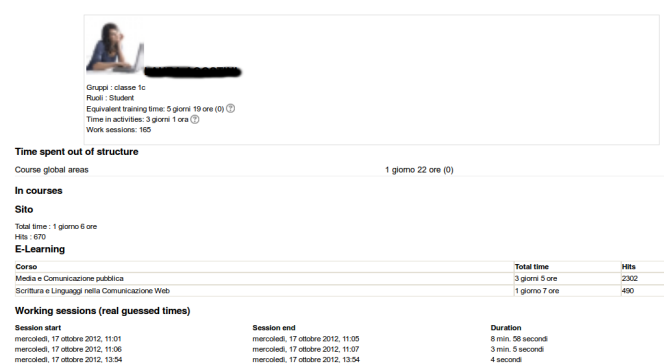 Gruppi : classe 1c
Ruoli : Student
Equivalent training time: 5 giorni 19 ore (0) ?
Time in activities: 3 giorni 1 ora ?
Work sessions: 165
Time spent out of structure
Course global areas 1 giorno 22 ore (0)
In courses
Sito
Total time : 1 giorno 6 ore
Hits : 670
E-Learning
Corso Total time Hits
Media e Comunicazione pubblica 3 giorni 5 ore 2302
Scrittura e Linguaggi nella Comunicazione Web 1 giorno 7 ore 490
Working sessions (real guessed times)
Session start Session end Duration
mercoledì, 17 ottobre 2012, 11:01 mercoledì, 17 ottobre 2012, 11:05 8 min. 58 secondi
mercoledì, 17 ottobre 2012, 11:06 mercoledì, 17 ottobre 2012, 11:07 3 min. 5 secondi
mercoledì, 17 ottobre 2012, 13:54 mercoledì, 17 ottobre 2012, 13:54 4 secondi